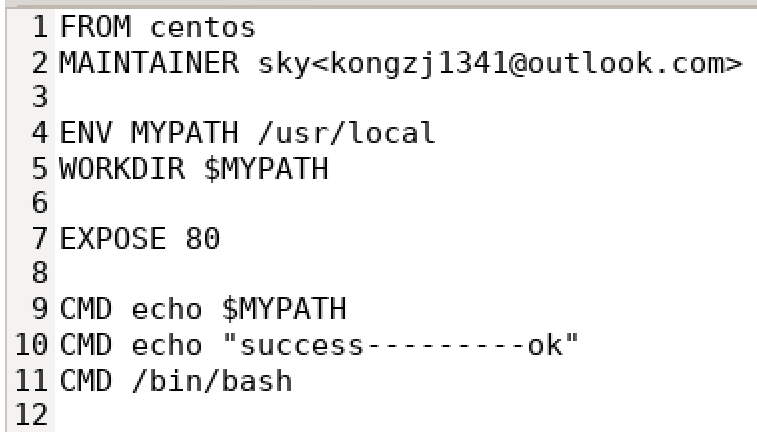 1 FROM centos
2 MAINTAINER sky<kongzj1341@outlook.com>
3
4 ENV MYPATH /usr/local
5 WORKDIR $MYPATH
6
7 EXPOSE 80
8
9 CMD echo $MYPATH
10 CMD echo "success---------ok"
11 CMD /bin/bash
12